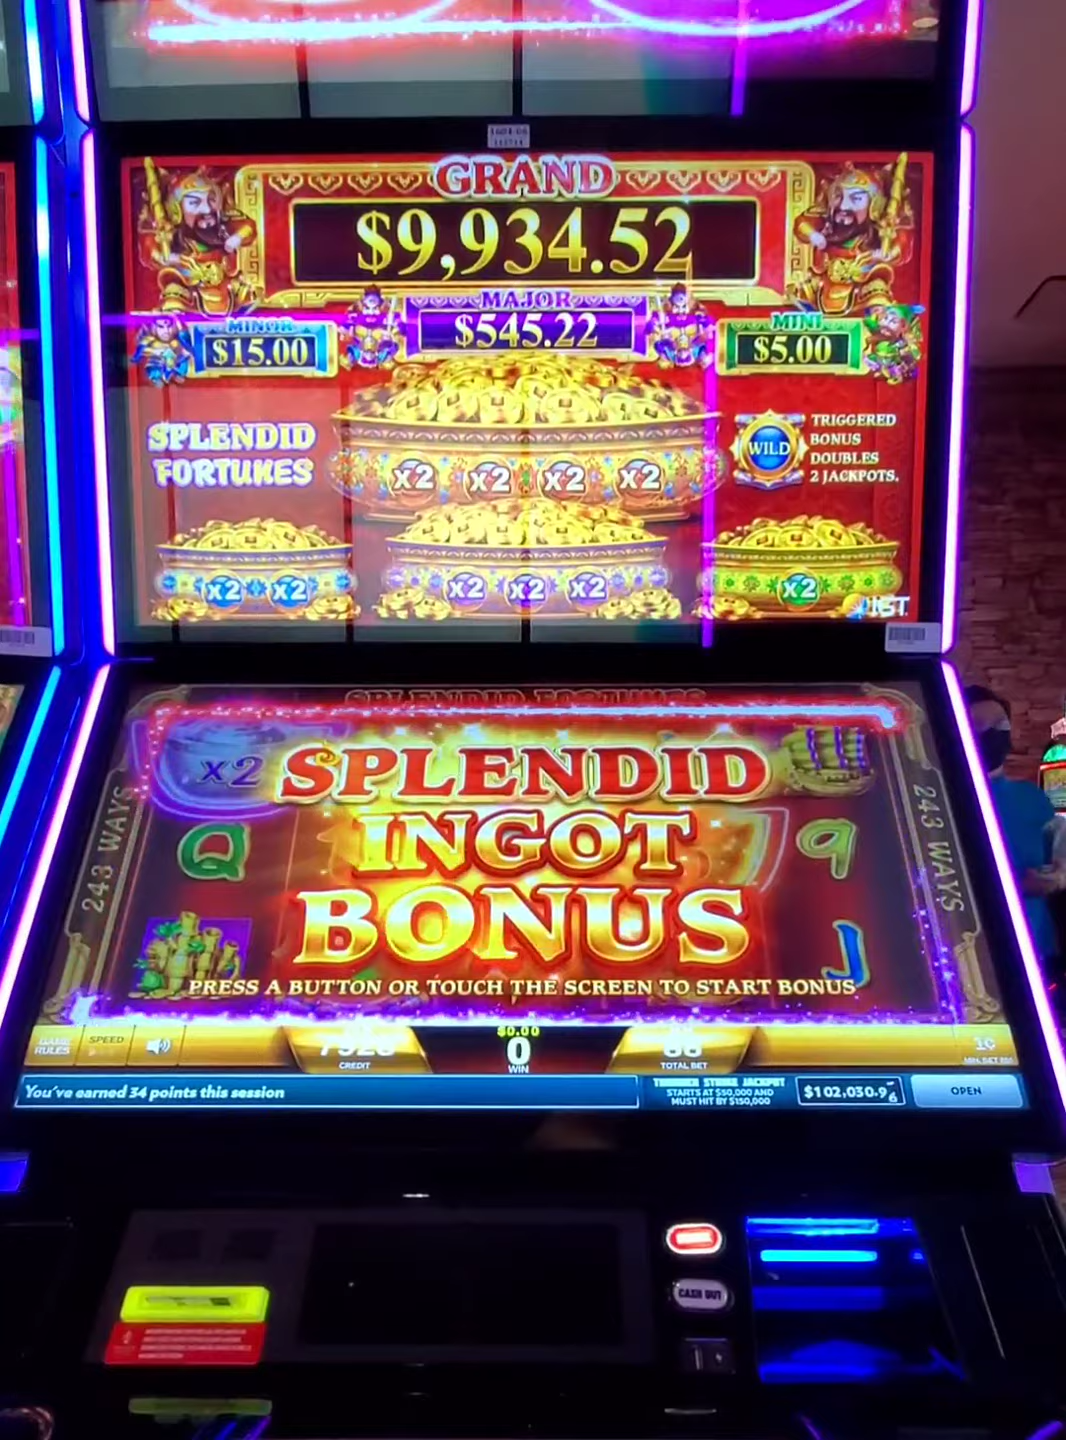 GRAND
$9,934.52
MAJOR
$545.22
MINOR
$15.00
MINI
$5.00
SPLENDID
FORTUNES
x2 x2 x2 x2
WILD
TRIGGERED
BONUS
DOUBLES
2 JACKPOTS.
x2 x2
x2 x2 x2
x2
IGT
SPLENDID FORTUNES
x2
SPLENDID
INGOT
BONUS
243 WAYS
243 WAYS
Q
9
J
PRESS A BUTTON OR TOUCH THE SCREEN TO START BONUS
GAME
RULES
SPEED
CREDIT
$0.00
0
WIN
TOTAL BET
1¢
You've earned 34 points this session
THUNDER STRIKE JACKPOT
STARTS AT $50,000 AND
MUST HIT BY $150,000
OPEN
CASH OUT